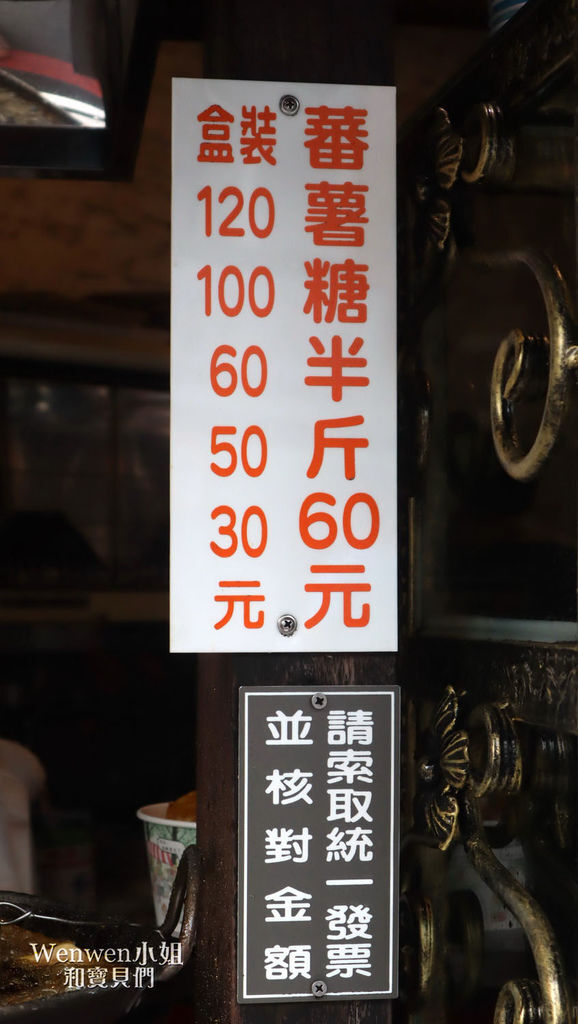 蕃薯糖半斤60元
盒裝
120
100
60
50
30
元
請索取統一發票
並核對金額
Wenwen小姐
和寶貝們